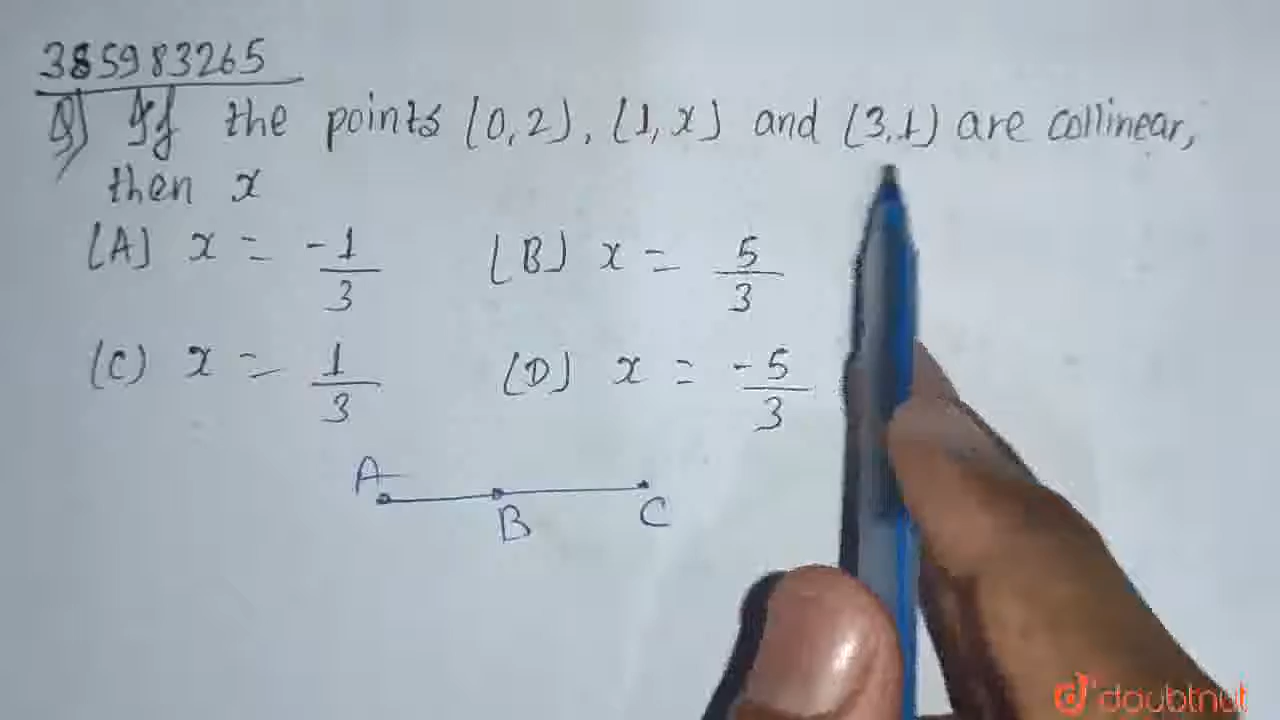 385983265
Q) If the points (0,2), (1,x) and (3,1) are collinear,
then x
(A) x = -1/3 (B) x = 5/3
(C) x = 1/3 (D) x = -5/3
A B C
doubtnut